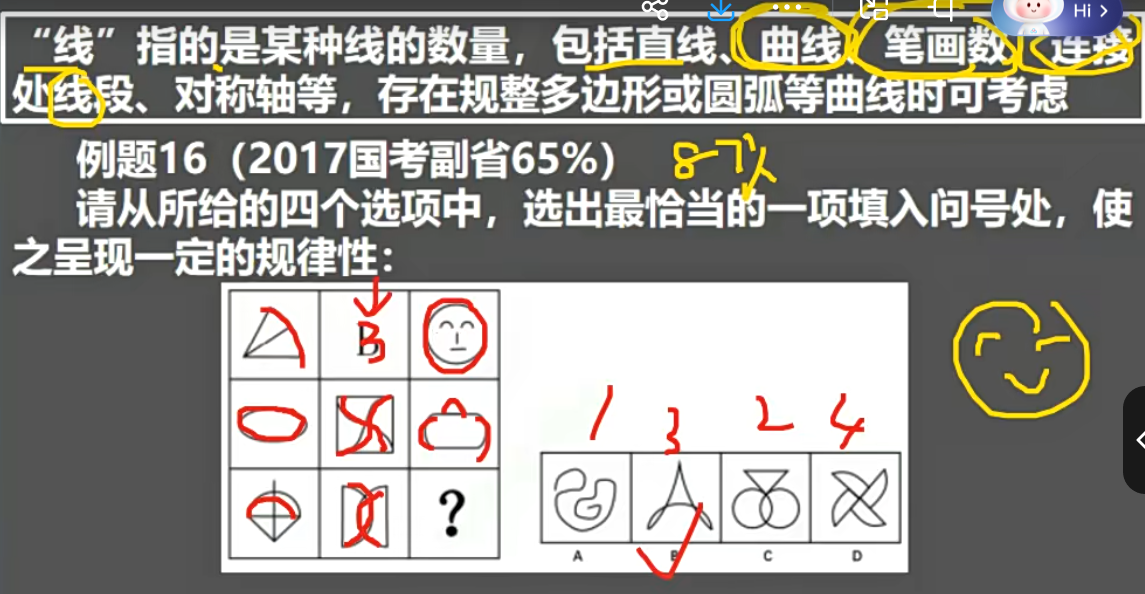 Hi >
“线”指的是某种线的数量，包括直线、曲线、笔画数、连接
处线段、对称轴等，存在规整多边形或圆弧等曲线时可考虑
例题16（2017国考副省65%）
87%
请从所给的四个选项中，选出最恰当的一项填入问号处，使
之呈现一定的规律性：
B
?
1 3 2 4
A B C D